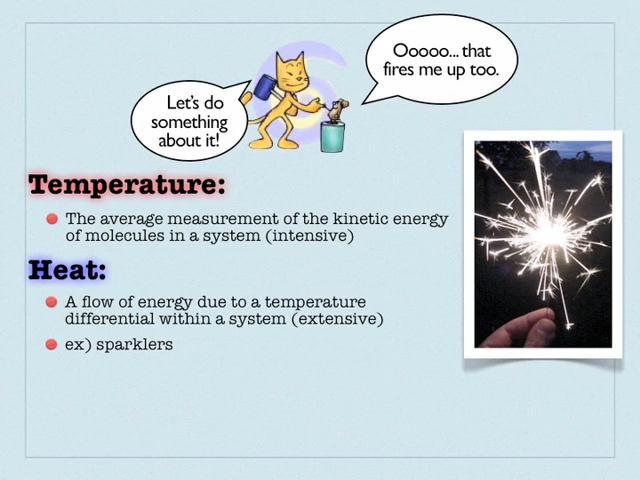 Ooooo... that
fires me up too.
Let's do
something
about it!
Temperature:
The average measurement of the kinetic energy
of molecules in a system (intensive)
Heat:
A flow of energy due to a temperature
differential within a system (extensive)
ex) sparklers